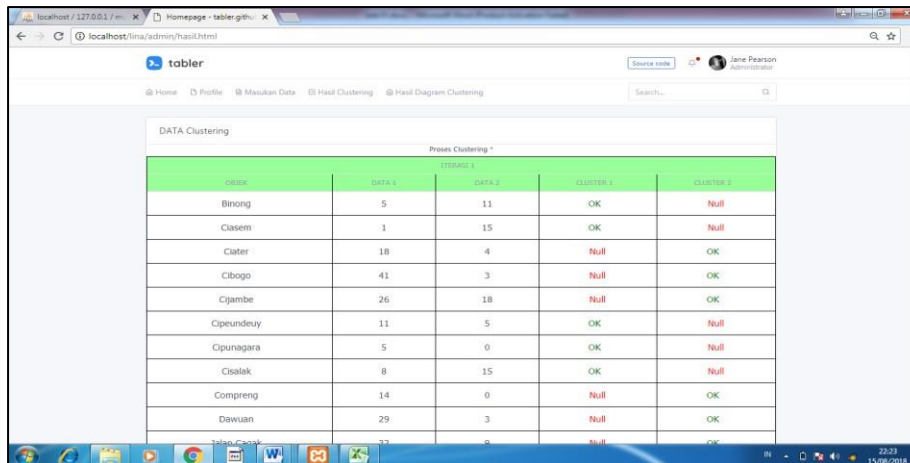 localhost / 127.0.0.1 / m
Homepage - tabler.githu
localhost/lina/admin/hasil.html
tabler
Source code
Jane Pearson
Administrator
Home Profile Masukan Data Hasil Clustering Hasil Diagram Clustering
Search...
DATA Clustering
Proses Clustering *
ITERASI 1
OBJEK DATA 1 DATA 2 CLUSTER 1 CLUSTER 2
Binong 5 11 OK Null
Ciasem 1 15 OK Null
Ciater 18 4 Null OK
Cibogo 41 3 Null OK
Cijambe 26 18 Null OK
Cipeundeuy 11 5 OK Null
Cipunagara 5 0 OK Null
Cisalak 8 15 OK Null
Compreng 14 0 Null OK
Dawuan 29 3 Null OK
Jalan Cagak 32 Null OK
IN
22:23
15/08/2018